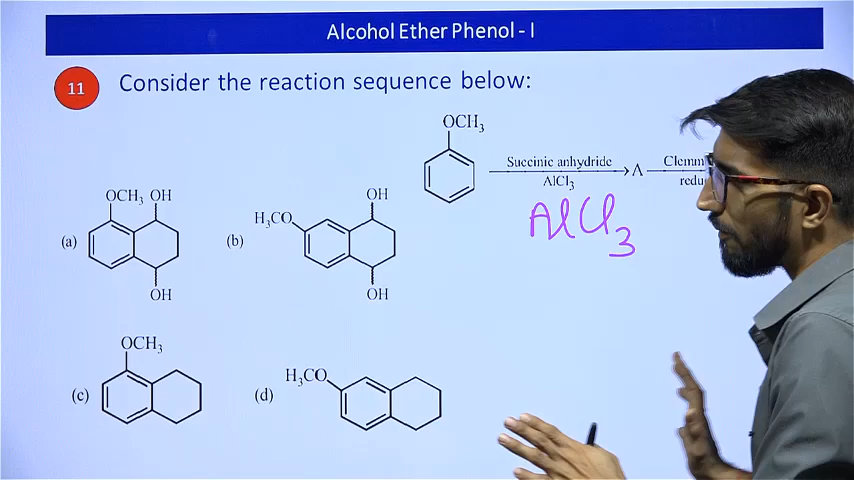 Alcohol Ether Phenol - I
11 Consider the reaction sequence below:
OCH3
Succinic anhydride
AlCl3
A
AlCl3
OCH3 OH
(a)
OH
OH
H3CO
(b)
OH
OCH3
(c)
H3CO
(d)